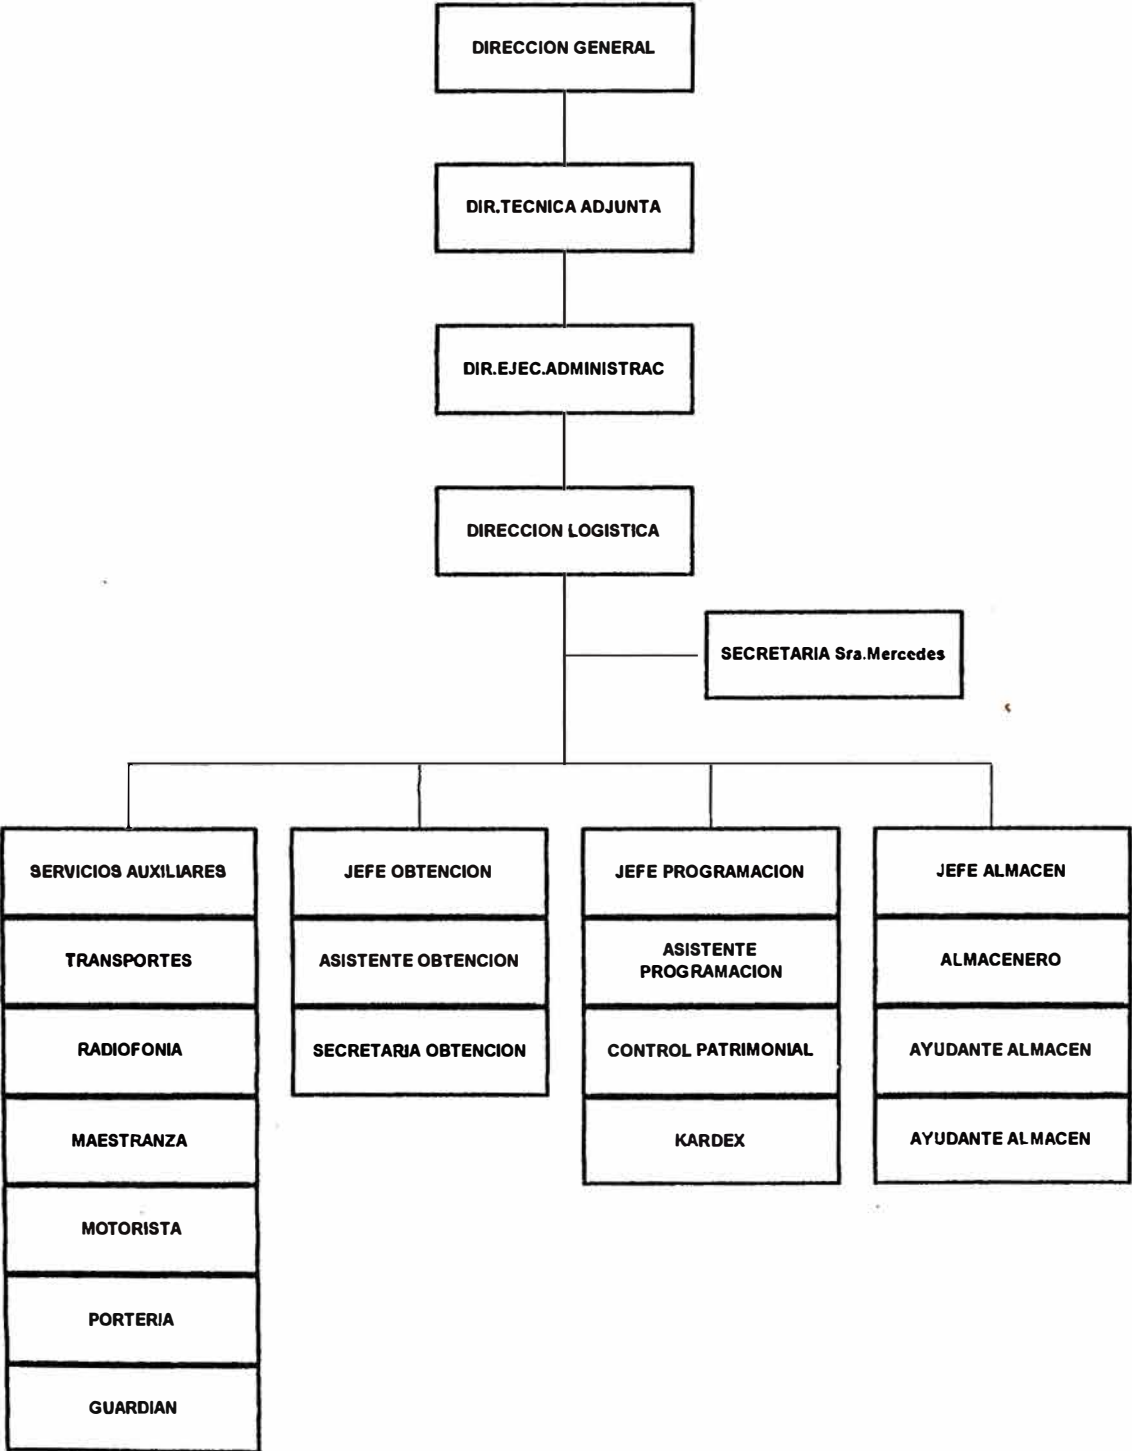 DIRECCION GENERAL
DIR.TECNICA ADJUNTA
DIR.EJEC.ADMINISTRAC
DIRECCION LOGISTICA
SECRETARIA Sra.Mercedes
SERVICIOS AUXILIARES
TRANSPORTES
RADIOFONIA
MAESTRANZA
MOTORISTA
PORTERIA
GUARDIAN
JEFE OBTENCION
ASISTENTE OBTENCION
SECRETARIA OBTENCION
JEFE PROGRAMACION
ASISTENTE
PROGRAMACION
CONTROL PATRIMONIAL
KARDEX
JEFE ALMACEN
ALMACENERO
AYUDANTE ALMACEN
AYUDANTE ALMACEN